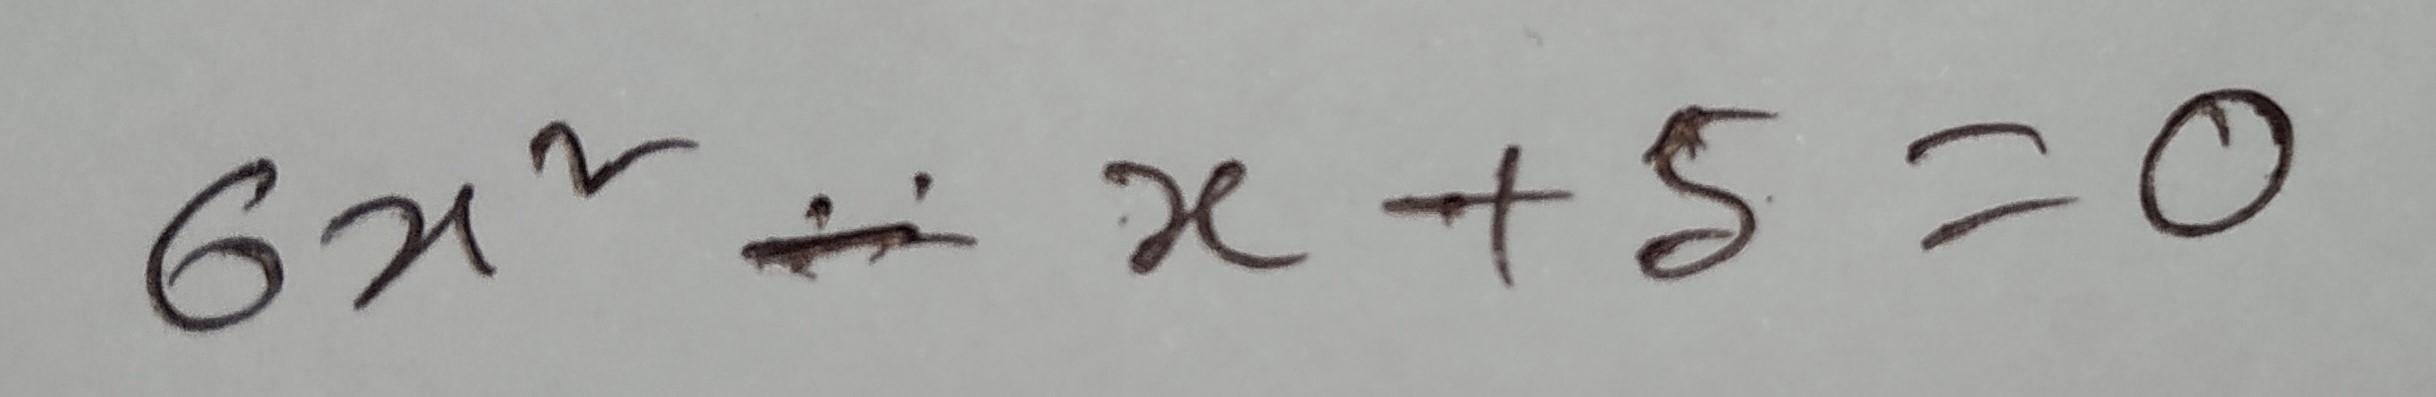 6x² - x + 5 = 0